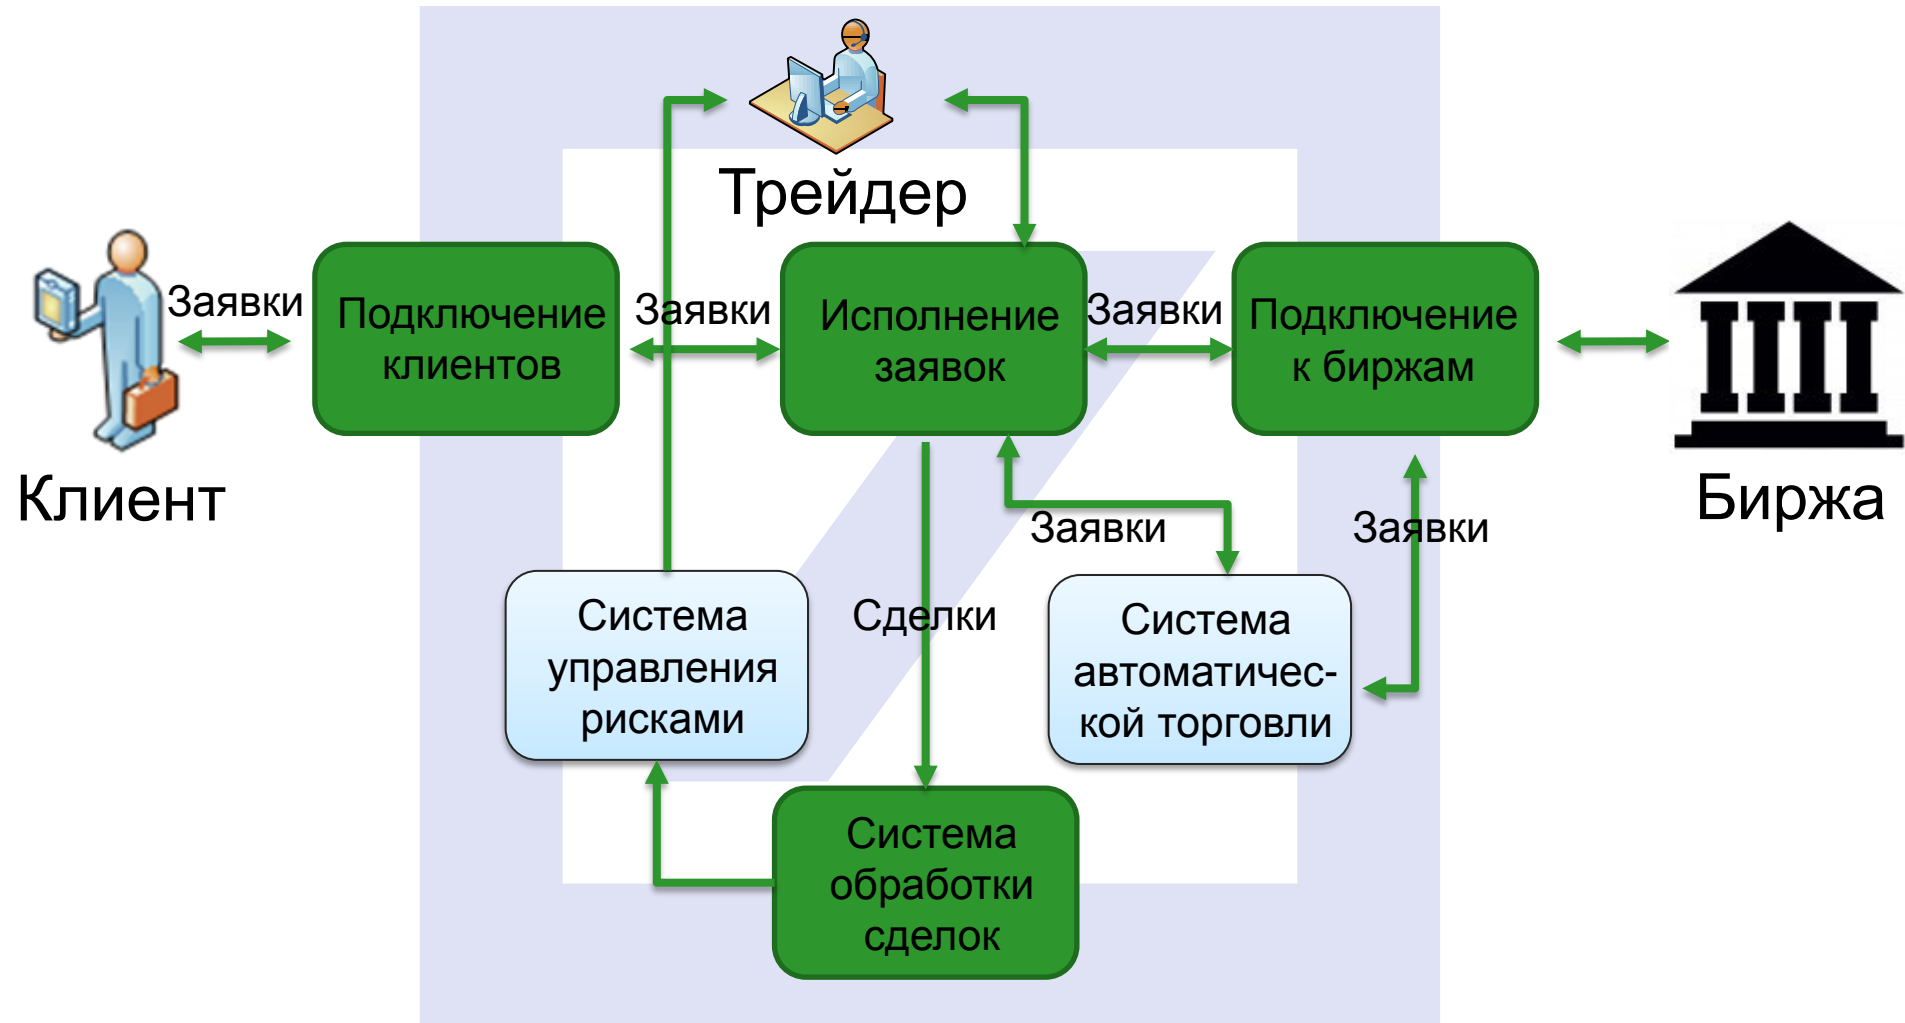 Трейдер
Заявки
Подключение
клиентов
Заявки
Исполнение
заявок
Заявки
Подключение
к биржам
Клиент
Биржа
Заявки
Заявки
Система
управления
рисками
Сделки
Система
автоматичес-
кой торговли
Система
обработки
сделок